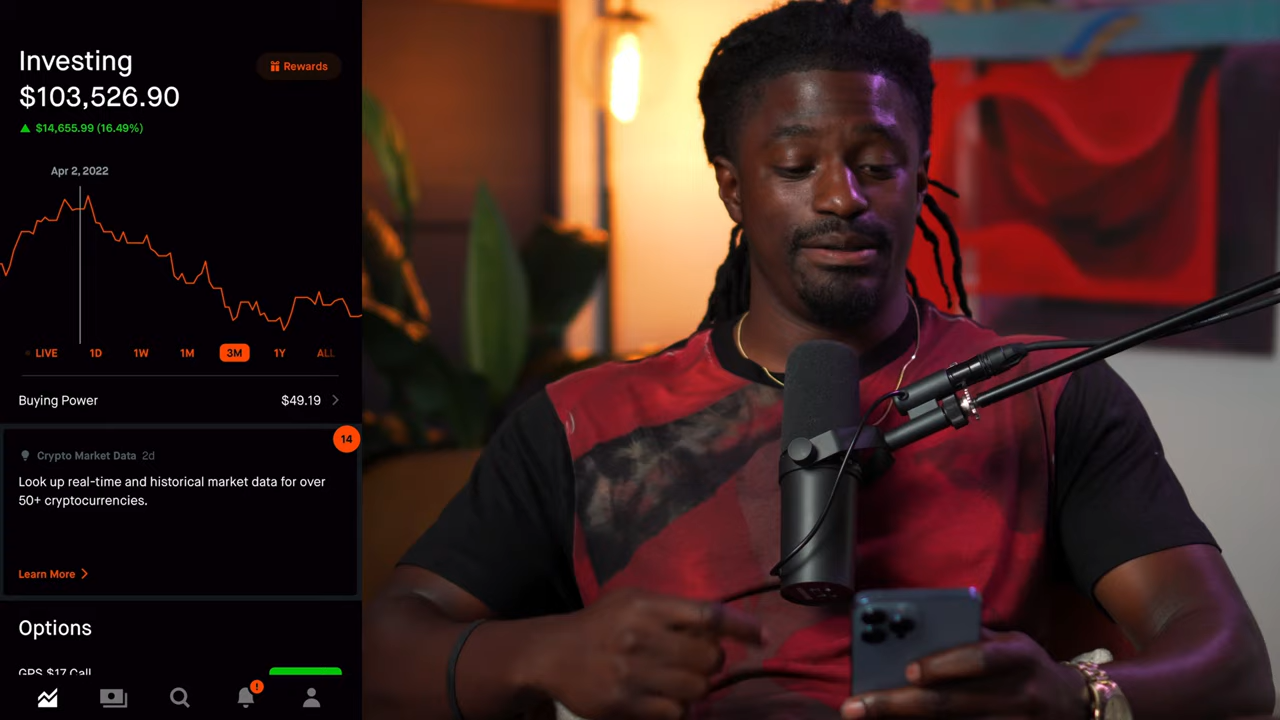 Investing
Rewards
$103,526.90
$14,655.99 (16.49%)
Apr 2, 2022
LIVE 1D 1W 1M 3M 1Y ALL
Buying Power $49.19
14
Crypto Market Data 2d
Look up real-time and historical market data for over
50+ cryptocurrencies.
Learn More
Options
GPS $17 Call
!